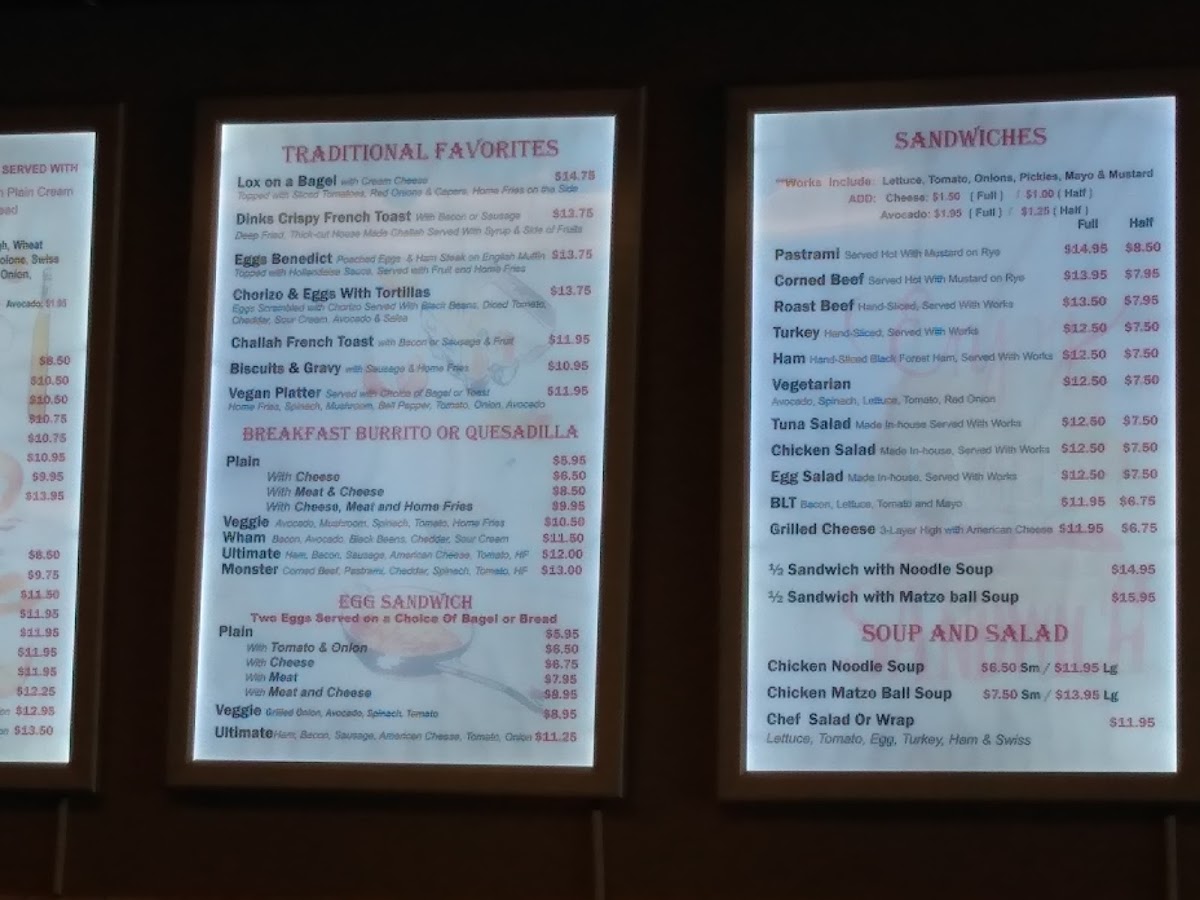 SERVED WITH
Plain Cream
Wheat
Swiss
Onion,
Avocado: $1.95
$8.50
$10.50
$10.50
$10.75
$10.75
$10.95
$9.95
$13.95
$8.50
$9.75
$11.50
$11.95
$11.95
$11.95
$11.95
$12.25
$12.95
$13.50
TRADITIONAL FAVORITES
Lox on a Bagel with Cream Cheese $14.75
Topped with Sliced Tomatoes, Red Onions & Capers, Home Fries on the Side
Dinks Crispy French Toast With Bacon or Sausage $13.75
Deep Fried, Thick-cut House Made Challah Served With Syrup & Side of Fruits
Eggs Benedict Poached Eggs & Ham Steak on English Muffin $13.75
Topped with Hollandaise Sauce, Served with Fruit and Home Fries
Chorizo & Eggs With Tortillas $13.75
Eggs Scrambled with Chorizo Served With Black Beans, Diced Tomato,
Cheddar, Sour Cream, Avocado & Salsa
Challah French Toast with Bacon or Sausage & Fruit $11.95
Biscuits & Gravy with Sausage & Home Fries $10.95
Vegan Platter Served with Choice of Bagel or Toast $11.95
Home Fries, Spinach, Mushroom, Bell Pepper, Tomato, Onion, Avocado
BREAKFAST BURRITO OR QUESADILLA
Plain $5.95
With Cheese $6.50
With Meat & Cheese $8.50
With Cheese, Meat and Home Fries $9.95
Veggie Avocado, Mushroom, Spinach, Tomato, Home Fries $10.50
Wham Bacon, Avocado, Black Beans, Cheddar, Sour Cream $11.50
Ultimate Ham, Bacon, Sausage, American Cheese, Tomato, HF $12.00
Monster Corned Beef, Pastrami, Cheddar, Spinach, Tomato, HF $13.00
EGG SANDWICH
Two Eggs Served on a Choice Of Bagel or Bread
Plain $5.95
With Tomato & Onion $6.50
With Cheese $6.75
With Meat $7.95
With Meat and Cheese $8.95
Veggie Grilled Onion, Avocado, Spinach, Tomato $8.95
Ultimate Ham, Bacon, Sausage, American Cheese, Tomato, Onion $11.25
SANDWICHES
**Works Include: Lettuce, Tomato, Onions, Pickles, Mayo & Mustard
ADD: Cheese: $1.50 ( Full ) / $1.00 ( Half )
Avocado: $1.95 ( Full ) / $1.25 ( Half )
Full Half
Pastrami Served Hot With Mustard on Rye $14.95 $8.50
Corned Beef Served Hot With Mustard on Rye $13.95 $7.95
Roast Beef Hand-Sliced, Served With Works $13.50 $7.95
Turkey Hand-Sliced, Served With Works $12.50 $7.50
Ham Hand-Sliced Black Forest Ham, Served With Works $12.50 $7.50
Vegetarian $12.50 $7.50
Avocado, Spinach, Lettuce, Tomato, Red Onion
Tuna Salad Made In-house Served With Works $12.50 $7.50
Chicken Salad Made In-house, Served With Works $12.50 $7.50
Egg Salad Made In-house, Served With Works $12.50 $7.50
BLT Bacon, Lettuce, Tomato and Mayo $11.95 $6.75
Grilled Cheese 3-Layer High with American Cheese $11.95 $6.75
½ Sandwich with Noodle Soup $14.95
½ Sandwich with Matzo ball Soup $15.95
SOUP AND SALAD
Chicken Noodle Soup $6.50 Sm / $11.95 Lg
Chicken Matzo Ball Soup $7.50 Sm / $13.95 Lg
Chef Salad Or Wrap $11.95
Lettuce, Tomato, Egg, Turkey, Ham & Swiss